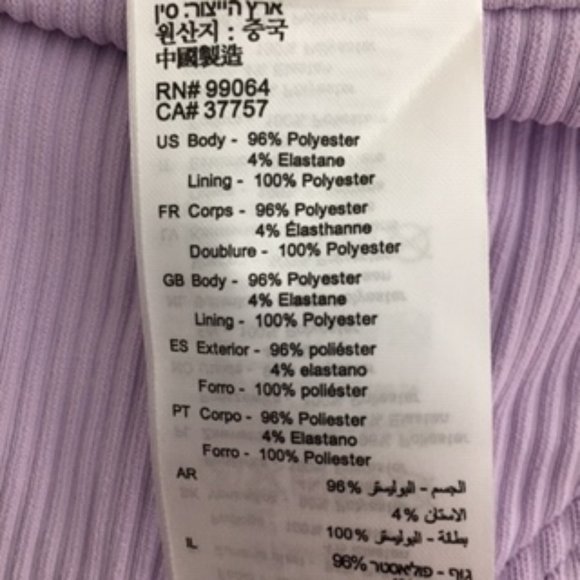 ארץ הייצור: סין
원산지 : 중국
中國製造
RN# 99064
CA# 37757
US Body - 96% Polyester
4% Elastane
Lining - 100% Polyester
FR Corps - 96% Polyester
4% Élasthanne
Doublure - 100% Polyester
GB Body - 96% Polyester
4% Elastane
Lining - 100% Polyester
ES Exterior - 96% poliéster
4% elastano
Forro - 100% poliéster
PT Corpo - 96% Poliester
4% Elastano
Forro - 100% Poliester
AR
الجسم - البوليستر %96
الاستان %4
بطانة - البوليستر %100
IL
גוף - פוליאסטר %96